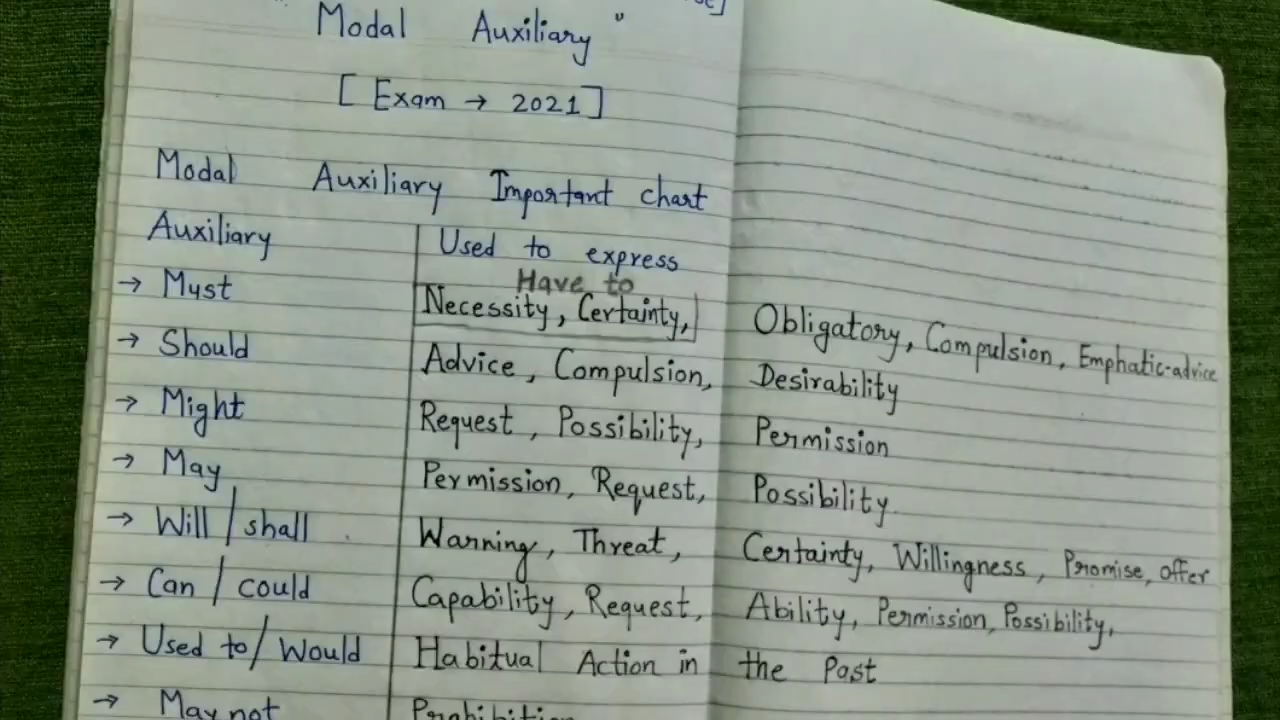 Modal Auxiliary "
[ Exam → 2021 ]
Modal Auxiliary Important chart
Auxiliary Used to express
Have to
→ Must Necessity, Certainty, Obligatory, Compulsion, Emphatic-advice
→ Should Advice, Compulsion, Desirability
→ Might Request, Possibility, Permission
→ May Permission, Request, Possibility
→ Will / shall Warning, Threat, Certainty, Willingness, Promise, offer
→ Can / could Capability, Request, Ability, Permission, Possibility,
→ Used to / Would Habitual Action in the Past
→ May not Prohibition